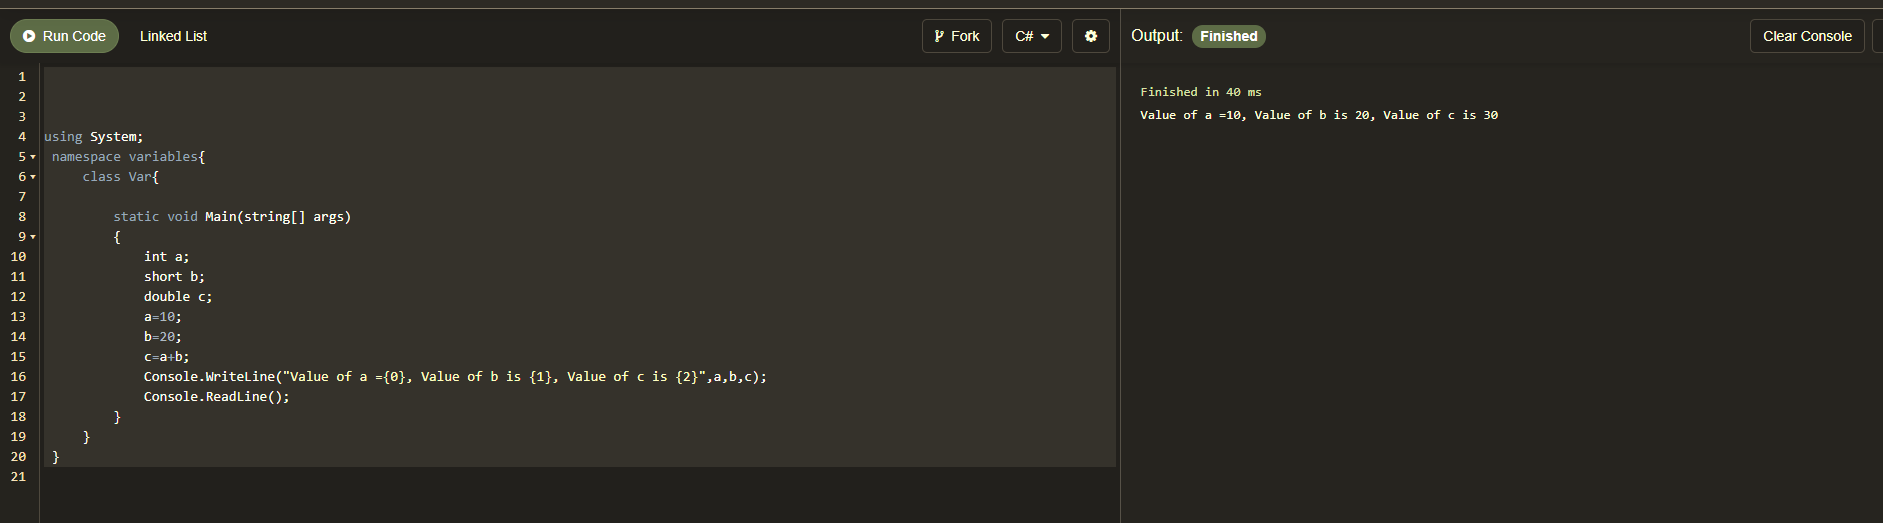 Run Code Linked List Fork C# Output: Finished Clear Console
1
2
3
4 using System;
5 namespace variables{
6 class Var{
7
8 static void Main(string[] args)
9 {
10 int a;
11 short b;
12 double c;
13 a=10;
14 b=20;
15 c=a+b;
16 Console.WriteLine("Value of a ={0}, Value of b is {1}, Value of c is {2}",a,b,c);
17 Console.ReadLine();
18 }
19 }
20 }
21
Finished in 40 ms
Value of a =10, Value of b is 20, Value of c is 30